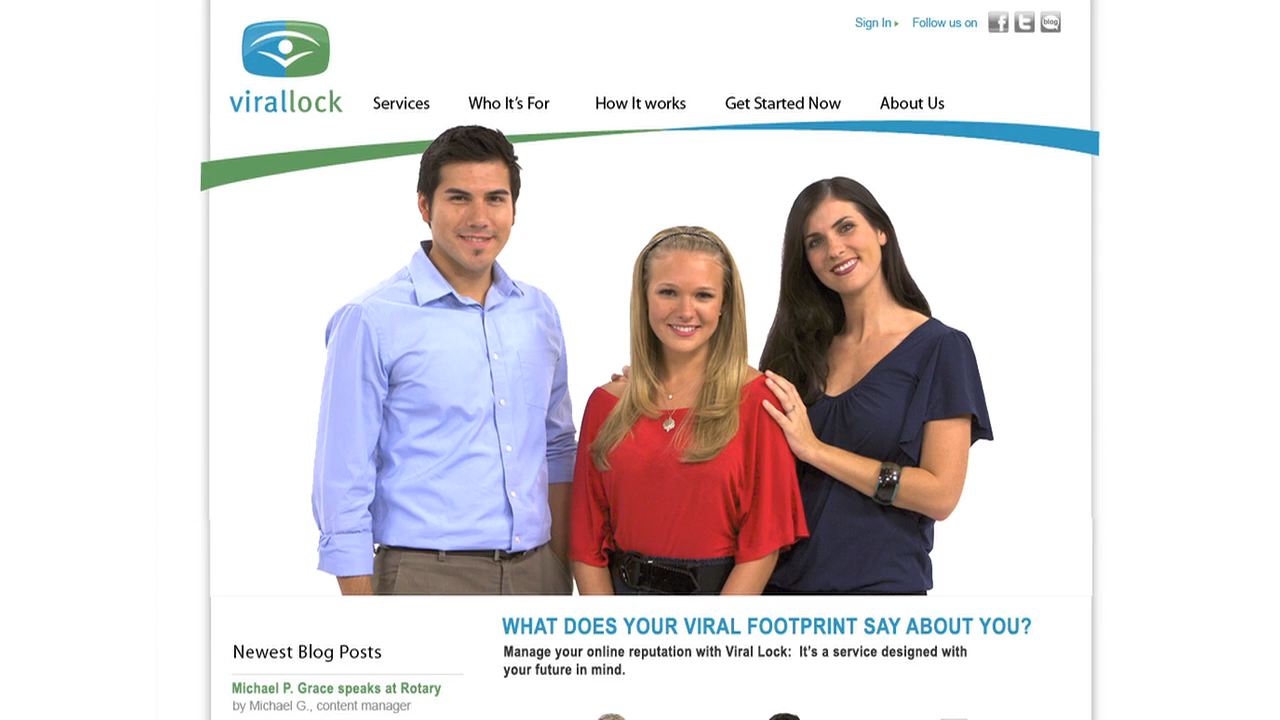 Sign In Follow us on f t blog
virallock
Services Who It's For How It works Get Started Now About Us
WHAT DOES YOUR VIRAL FOOTPRINT SAY ABOUT YOU?
Manage your online reputation with Viral Lock: It's a service designed with
your future in mind.
Newest Blog Posts
Michael P. Grace speaks at Rotary
by Michael G., content manager